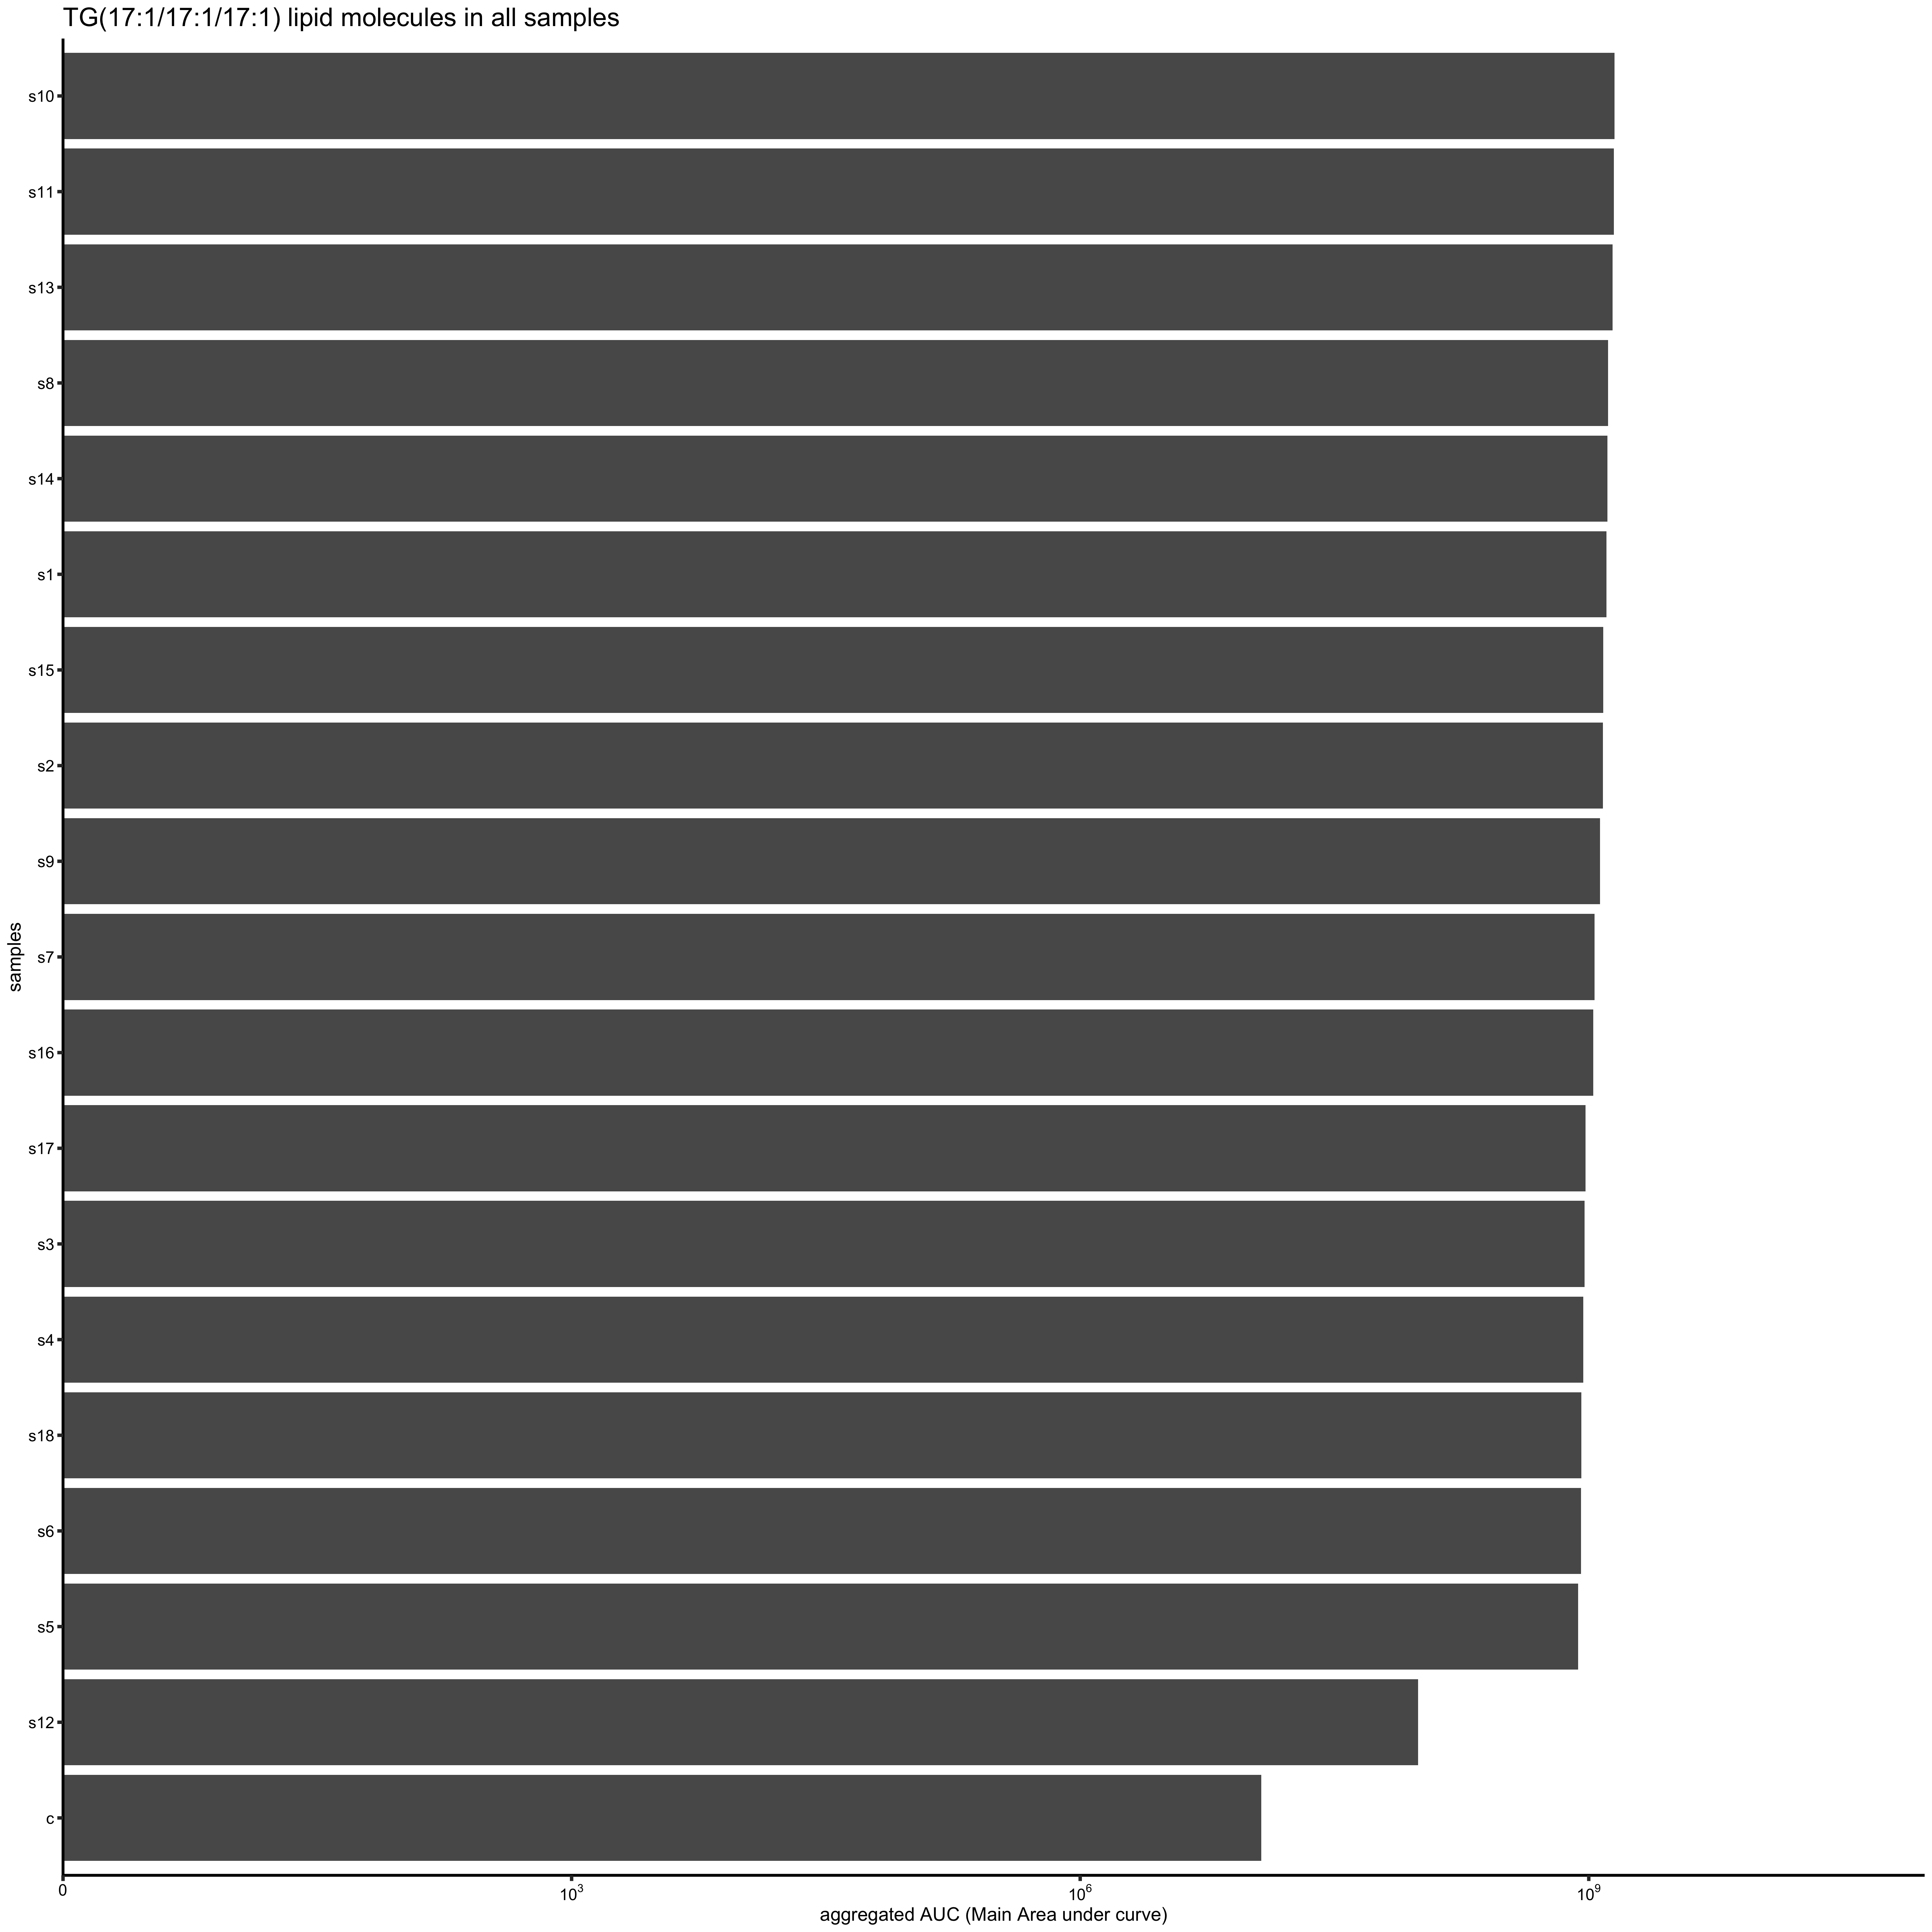 TG(17:1/17:1/17:1) lipid molecules in all samples
samples
s10
s11
s13
s8
s14
s1
s15
s2
s9
s7
s16
s17
s3
s4
s18
s6
s5
s12
c
0 10³ 10⁶ 10⁹
aggregated AUC (Main Area under curve)